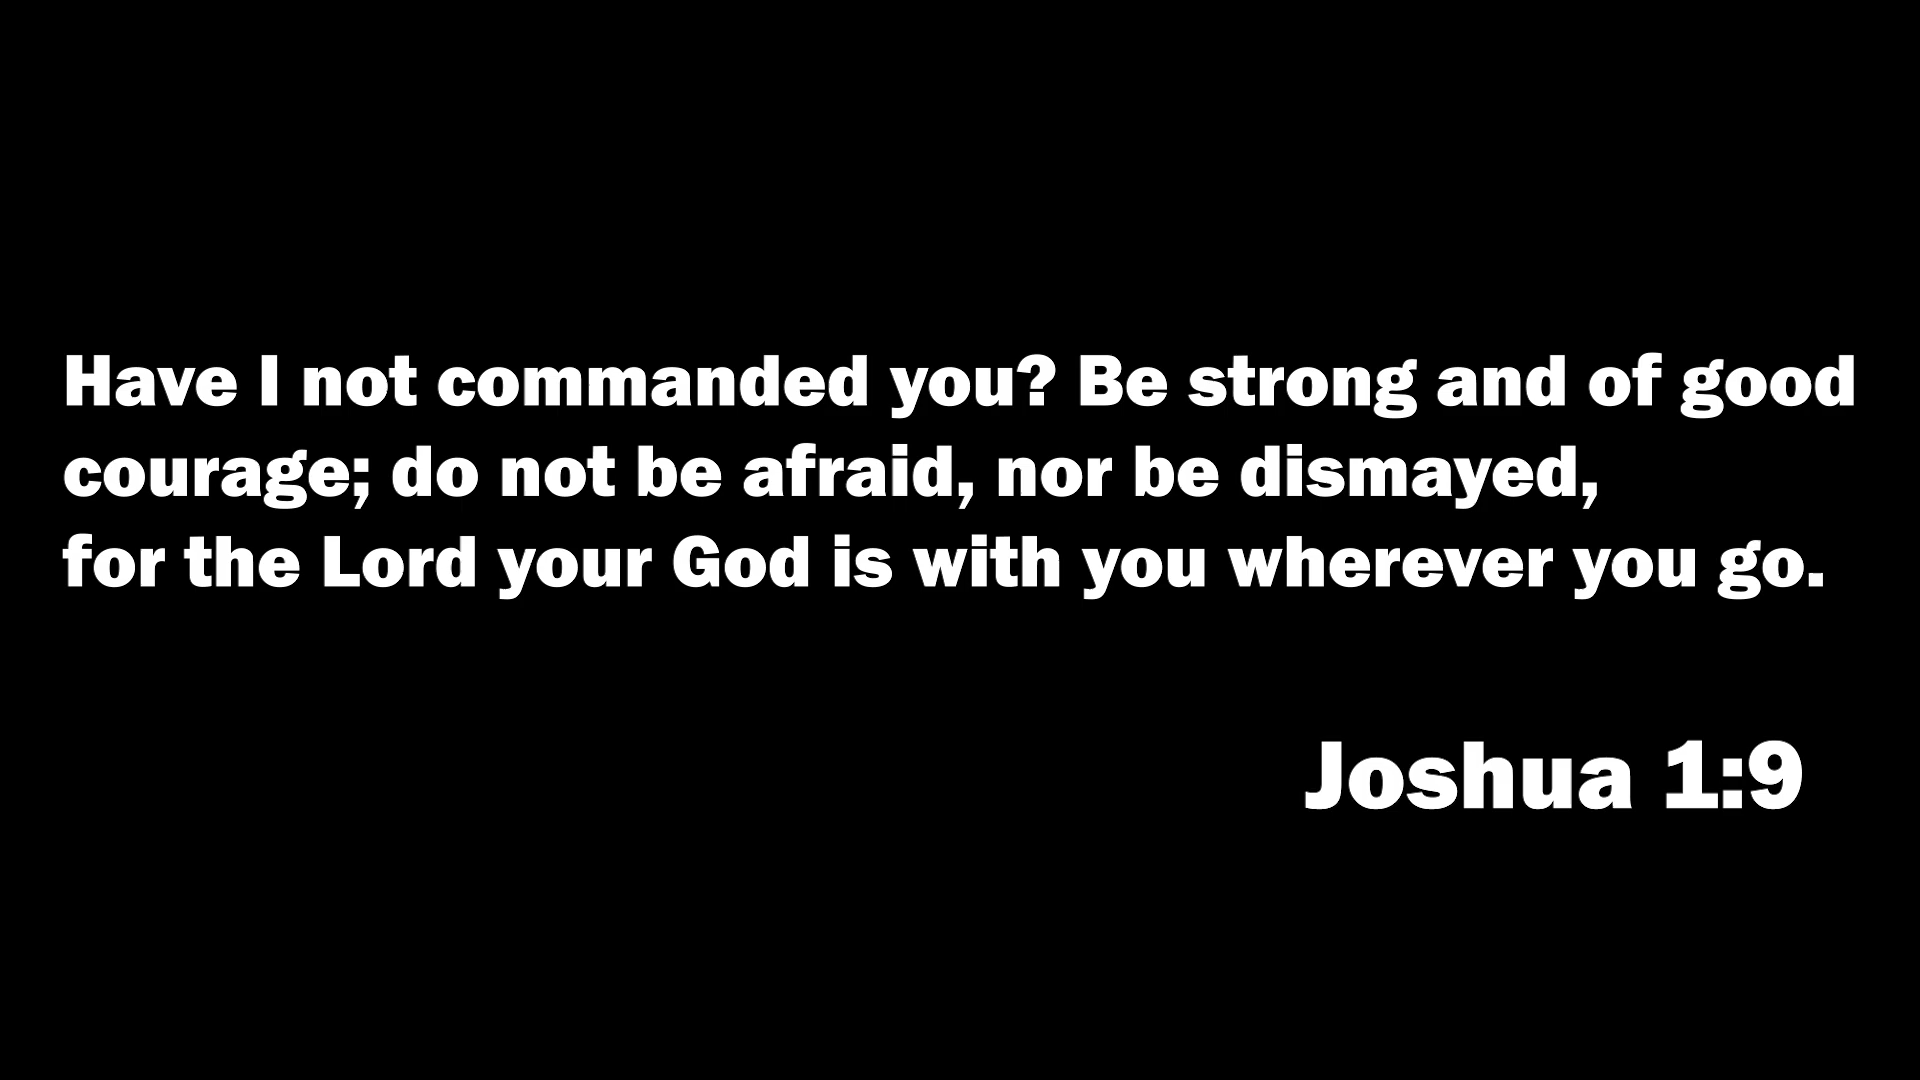 Have I not commanded you? Be strong and of good
courage; do not be afraid, nor be dismayed,
for the Lord your God is with you wherever you go.
Joshua 1:9